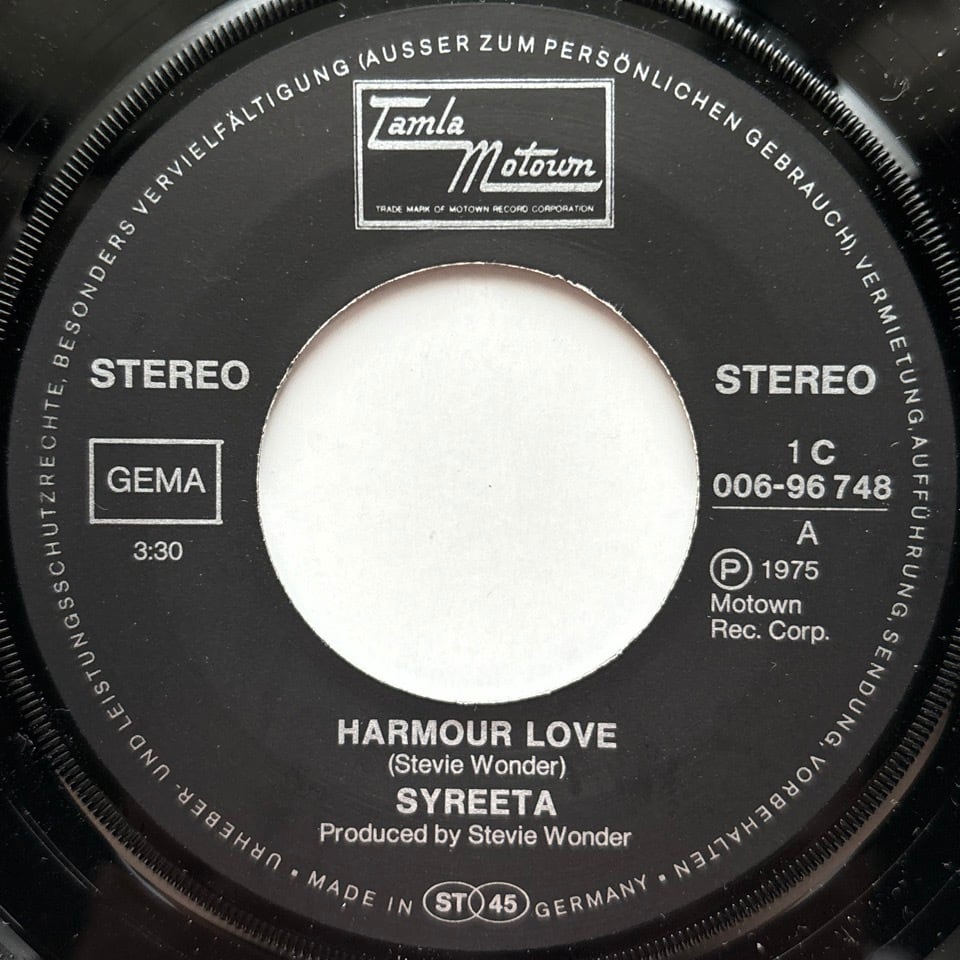 URHEBER- UND LEISTUNGSSCHUTZRECHTE, BESONDERS VERVIELFÄLTIGUNG (AUSSER ZUM PERSÖNLICHEN GEBRAUCH), VERMIETUNG, AUFFÜHRUNG, SENDUNG, VORBEHALTEN
Tamla
Motown
TRADE MARK OF MOTOWN RECORD CORPORATION
STEREO
STEREO
GEMA
3:30
1 C
006-96 748
A
Ⓟ 1975
Motown
Rec. Corp.
HARMOUR LOVE
(Stevie Wonder)
SYREETA
Produced by Stevie Wonder
▪ MADE IN ST 45 GERMANY ▪